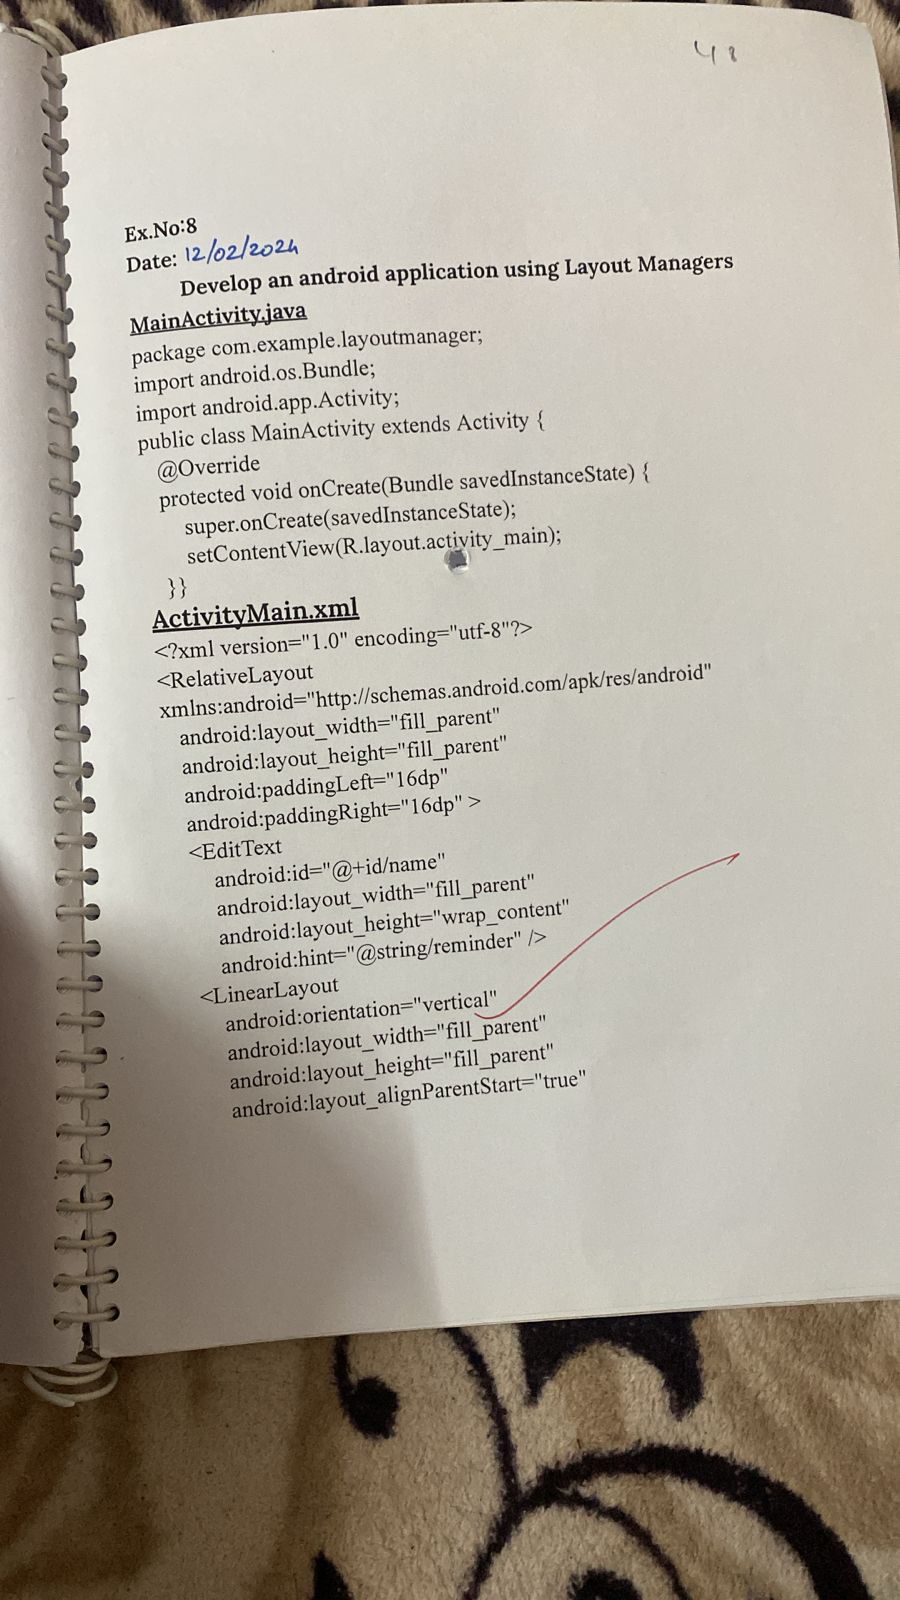 48
Ex.No:8
Date: 12/02/2024
Develop an android application using Layout Managers
MainActivity.java
package com.example.layoutmanager;
import android.os.Bundle;
import android.app.Activity;
public class MainActivity extends Activity {
@Override
protected void onCreate(Bundle savedInstanceState) {
super.onCreate(savedInstanceState);
setContentView(R.layout.activity_main);
}}
ActivityMain.xml
<?xml version="1.0" encoding="utf-8"?>
<RelativeLayout
xmlns:android="http://schemas.android.com/apk/res/android"
android:layout_width="fill_parent"
android:layout_height="fill_parent"
android:paddingLeft="16dp"
android:paddingRight="16dp" >
<EditText
android:id="@+id/name"
android:layout_width="fill_parent"
android:layout_height="wrap_content"
android:hint="@string/reminder" />
<LinearLayout
android:orientation="vertical"
android:layout_width="fill_parent"
android:layout_height="fill_parent"
android:layout_alignParentStart="true"